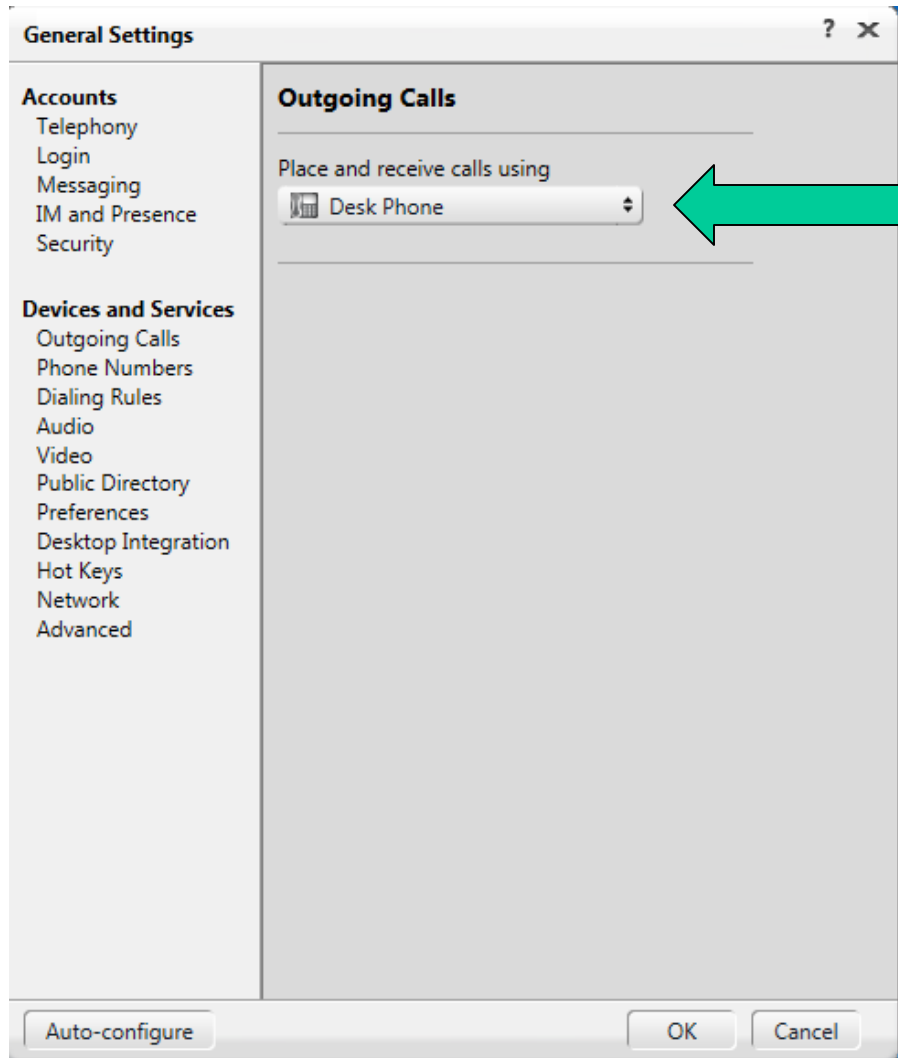 General Settings
?
Accounts
Telephony
Login
Messaging
IM and Presence
Security
Devices and Services
Outgoing Calls
Phone Numbers
Dialing Rules
Audio
Video
Public Directory
Preferences
Desktop Integration
Hot Keys
Network
Advanced
Outgoing Calls
Place and receive calls using
Desk Phone
Auto-configure
OK
Cancel